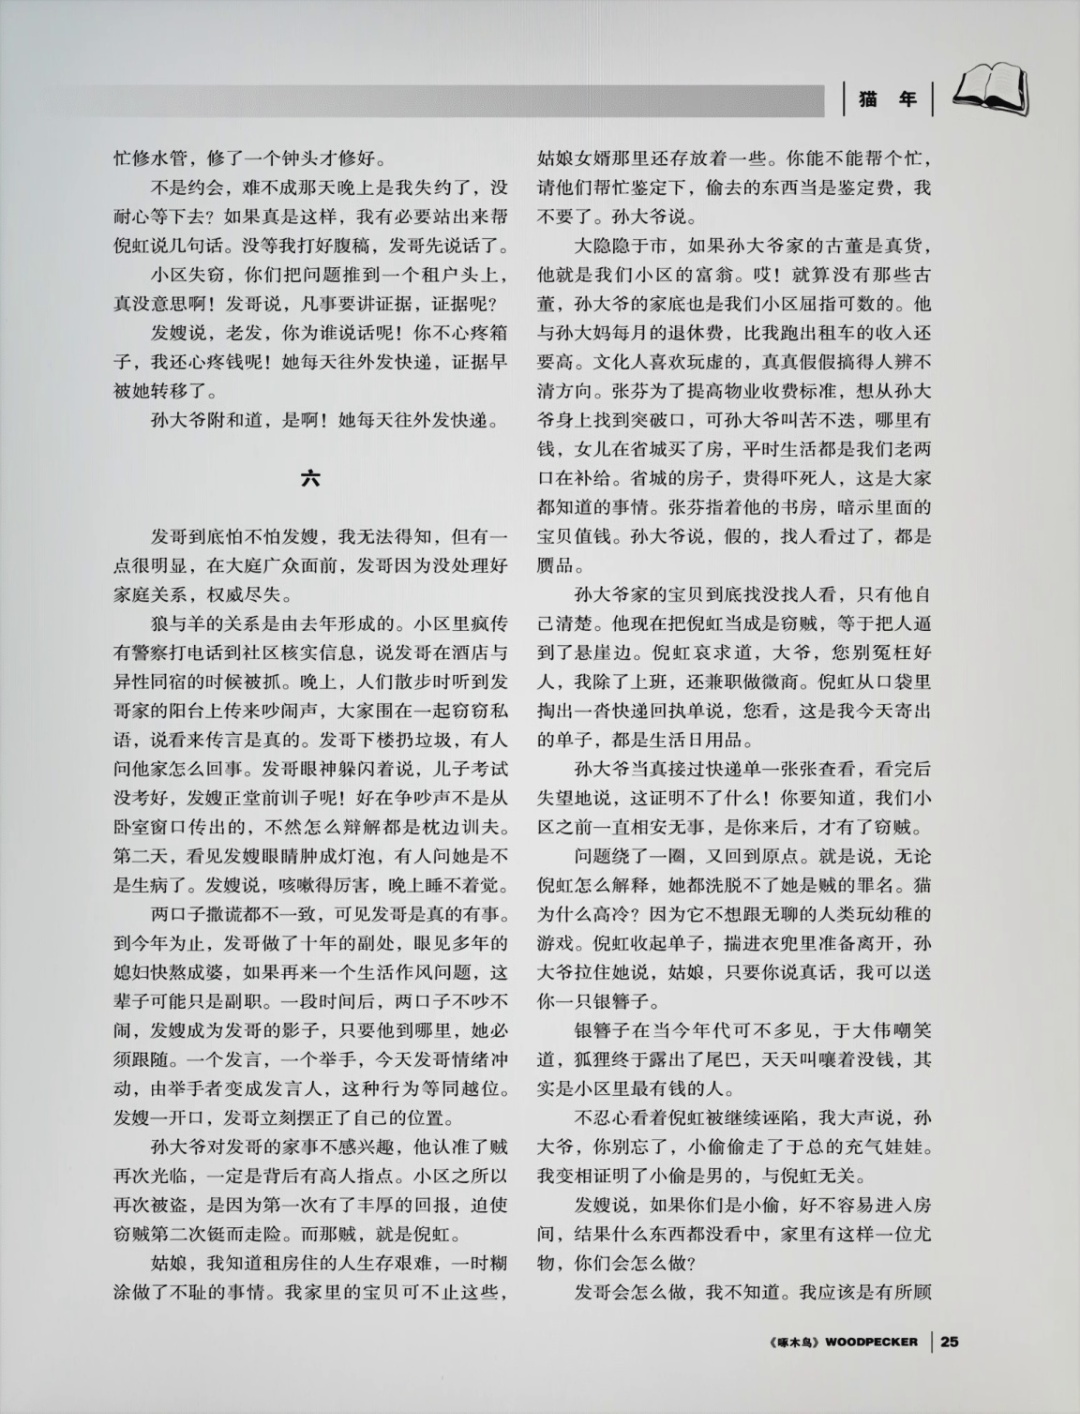 猫 年
忙修水管，修了一个钟头才修好。
不是约会，难不成那天晚上是我失约了，没
耐心等下去？如果真是这样，我有必要站出来帮
倪虹说几句话。没等我打好腹稿，发哥先说话了。
小区失窃，你们把问题推到一个租户头上，
真没意思啊！发哥说，凡事要讲证据，证据呢？
发嫂说，老发，你为谁说话呢！你不心疼箱
子，我还心疼钱呢！她每天往外发快递，证据早
被她转移了。
孙大爷附和道，是啊！她每天往外发快递。
六
发哥到底怕不怕发嫂，我无法得知，但有一
点很明显，在大庭广众面前，发哥因为没处理好
家庭关系，权威尽失。
狼与羊的关系是由去年形成的。小区里疯传
有警察打电话到社区核实信息，说发哥在酒店与
异性同宿的时候被抓。晚上，人们散步时听到发
哥家的阳台上传来吵闹声，大家围在一起窃窃私
语，说看来传言是真的。发哥下楼扔垃圾，有人
问他家怎么回事。发哥眼神躲闪着说，儿子考试
没考好，发嫂正堂前训子呢！好在争吵声不是从
卧室窗口传出的，不然怎么辩解都是枕边训夫。
第二天，看见发嫂眼睛肿成灯泡，有人问她是不
是生病了。发嫂说，咳嗽得厉害，晚上睡不着觉。
两口子撒谎都不一致，可见发哥是真的有事。
到今年为止，发哥做了十年的副处，眼见多年的
媳妇快熬成婆，如果再来一个生活作风问题，这
辈子可能只是副职。一段时间后，两口子不吵不
闹，发嫂成为发哥的影子，只要他到哪里，她必
须跟随。一个发言，一个举手，今天发哥情绪冲
动，由举手者变成发言人，这种行为等同越位。
发嫂一开口，发哥立刻摆正了自己的位置。
孙大爷对发哥的家事不感兴趣，他认准了贼
再次光临，一定是背后有高人指点。小区之所以
再次被盗，是因为第一次有了丰厚的回报，迫使
窃贼第二次铤而走险。而那贼，就是倪虹。
姑娘，我知道租房住的人生存艰难，一时糊
涂做了不耻的事情。我家里的宝贝可不止这些，
姑娘女婿那里还存放着一些。你能不能帮个忙，
请他们帮忙鉴定下，偷去的东西当是鉴定费，我
不要了。孙大爷说。
大隐隐于市，如果孙大爷家的古董是真货，
他就是我们小区的富翁。哎！就算没有那些古
董，孙大爷的家底也是我们小区屈指可数的。他
与孙大妈每月的退休费，比我跑出租车的收入还
要高。文化人喜欢玩虚的，真真假假搞得人辨不
清方向。张芬为了提高物业收费标准，想从孙大
爷身上找到突破口，可孙大爷叫苦不迭，哪里有
钱，女儿在省城买了房，平时生活都是我们老两
口在补给。省城的房子，贵得吓死人，这是大家
都知道的事情。张芬指着他的书房，暗示里面的
宝贝值钱。孙大爷说，假的，找人看过了，都是
赝品。
孙大爷家的宝贝到底找没找人看，只有他自
己清楚。他现在把倪虹当成是窃贼，等于把人逼
到了悬崖边。倪虹哀求道，大爷，您别冤枉好
人，我除了上班，还兼职做微商。倪虹从口袋里
掏出一沓快递回执单说，您看，这是我今天寄出
的单子，都是生活日用品。
孙大爷当真接过快递单一张张查看，看完后
失望地说，这证明不了什么！你要知道，我们小
区之前一直相安无事，是你来后，才有了窃贼。
问题绕了一圈，又回到原点。就是说，无论
倪虹怎么解释，她都洗脱不了她是贼的罪名。猫
为什么高冷？因为它不想跟无聊的人类玩幼稚的
游戏。倪虹收起单子，揣进衣兜里准备离开，孙
大爷拉住她说，姑娘，只要你说真话，我可以送
你一只银簪子。
银簪子在当今年代可不多见，于大伟嘲笑
道，狐狸终于露出了尾巴，天天叫嚷着没钱，其
实是小区里最有钱的人。
不忍心看着倪虹被继续诬陷，我大声说，孙
大爷，你别忘了，小偷偷走了于总的充气娃娃。
我变相证明了小偷是男的，与倪虹无关。
发嫂说，如果你们是小偷，好不容易进入房
间，结果什么东西都没看中，家里有这样一位尤
物，你们会怎么做？
发哥会怎么做，我不知道。我应该是有所顾
《啄木鸟》WOODPECKER 25